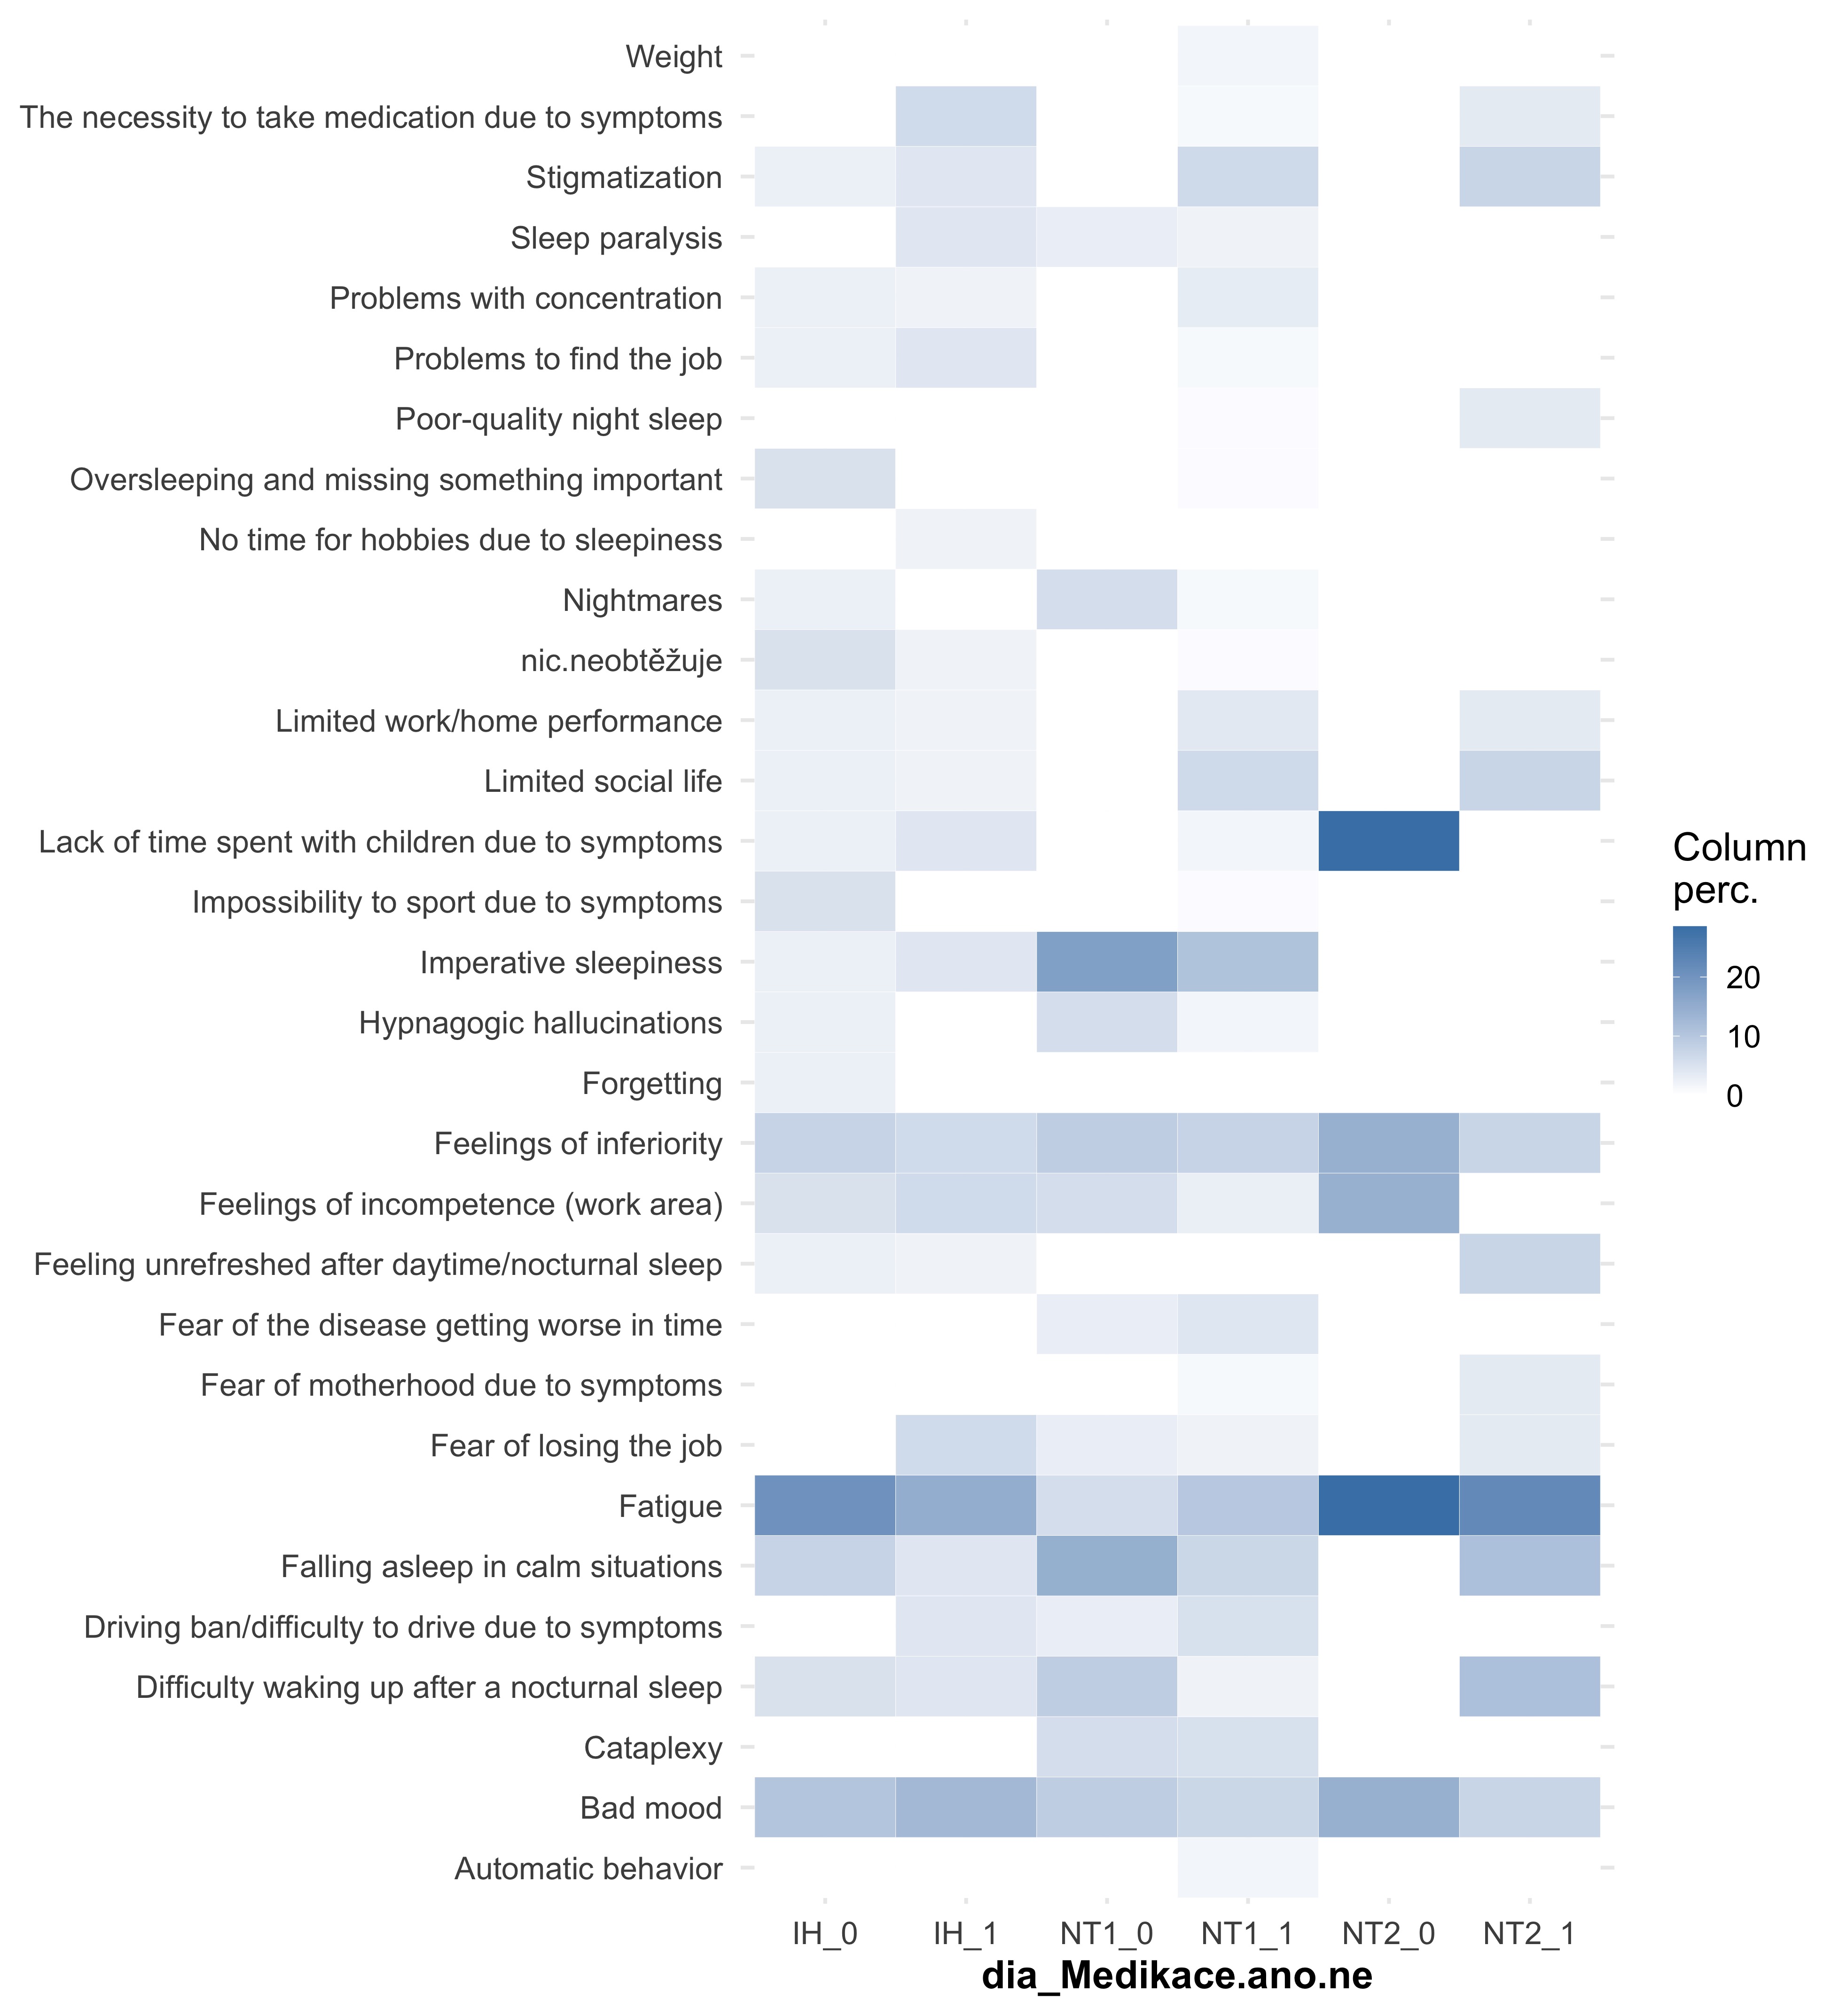 Weight
The necessity to take medication due to symptoms
Stigmatization
Sleep paralysis
Problems with concentration
Problems to find the job
Poor-quality night sleep
Oversleeping and missing something important
No time for hobbies due to sleepiness
Nightmares
nic.neobtěžuje
Limited work/home performance
Limited social life
Lack of time spent with children due to symptoms
Impossibility to sport due to symptoms
Imperative sleepiness
Hypnagogic hallucinations
Forgetting
Feelings of inferiority
Feelings of incompetence (work area)
Feeling unrefreshed after daytime/nocturnal sleep
Fear of the disease getting worse in time
Fear of motherhood due to symptoms
Fear of losing the job
Fatigue
Falling asleep in calm situations
Driving ban/difficulty to drive due to symptoms
Difficulty waking up after a nocturnal sleep
Cataplexy
Bad mood
Automatic behavior
IH_0 IH_1 NT1_0 NT1_1 NT2_0 NT2_1
dia_Medikace.ano.ne
Column
perc.
20
10
0